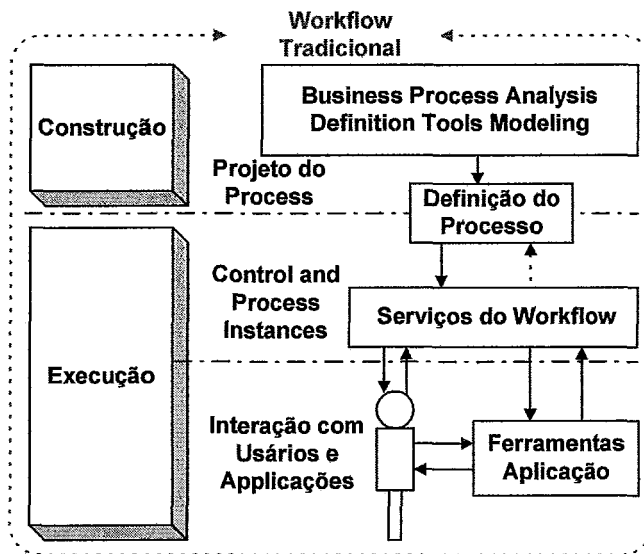 Workflow
Tradicional
Construção
Business Process Analysis
Definition Tools Modeling
Projeto do
Process
Definição do
Processo
Control and
Process
Instances
Serviços do Workflow
Execução
Interação com
Usários e
Applicações
Ferramentas
Aplicação